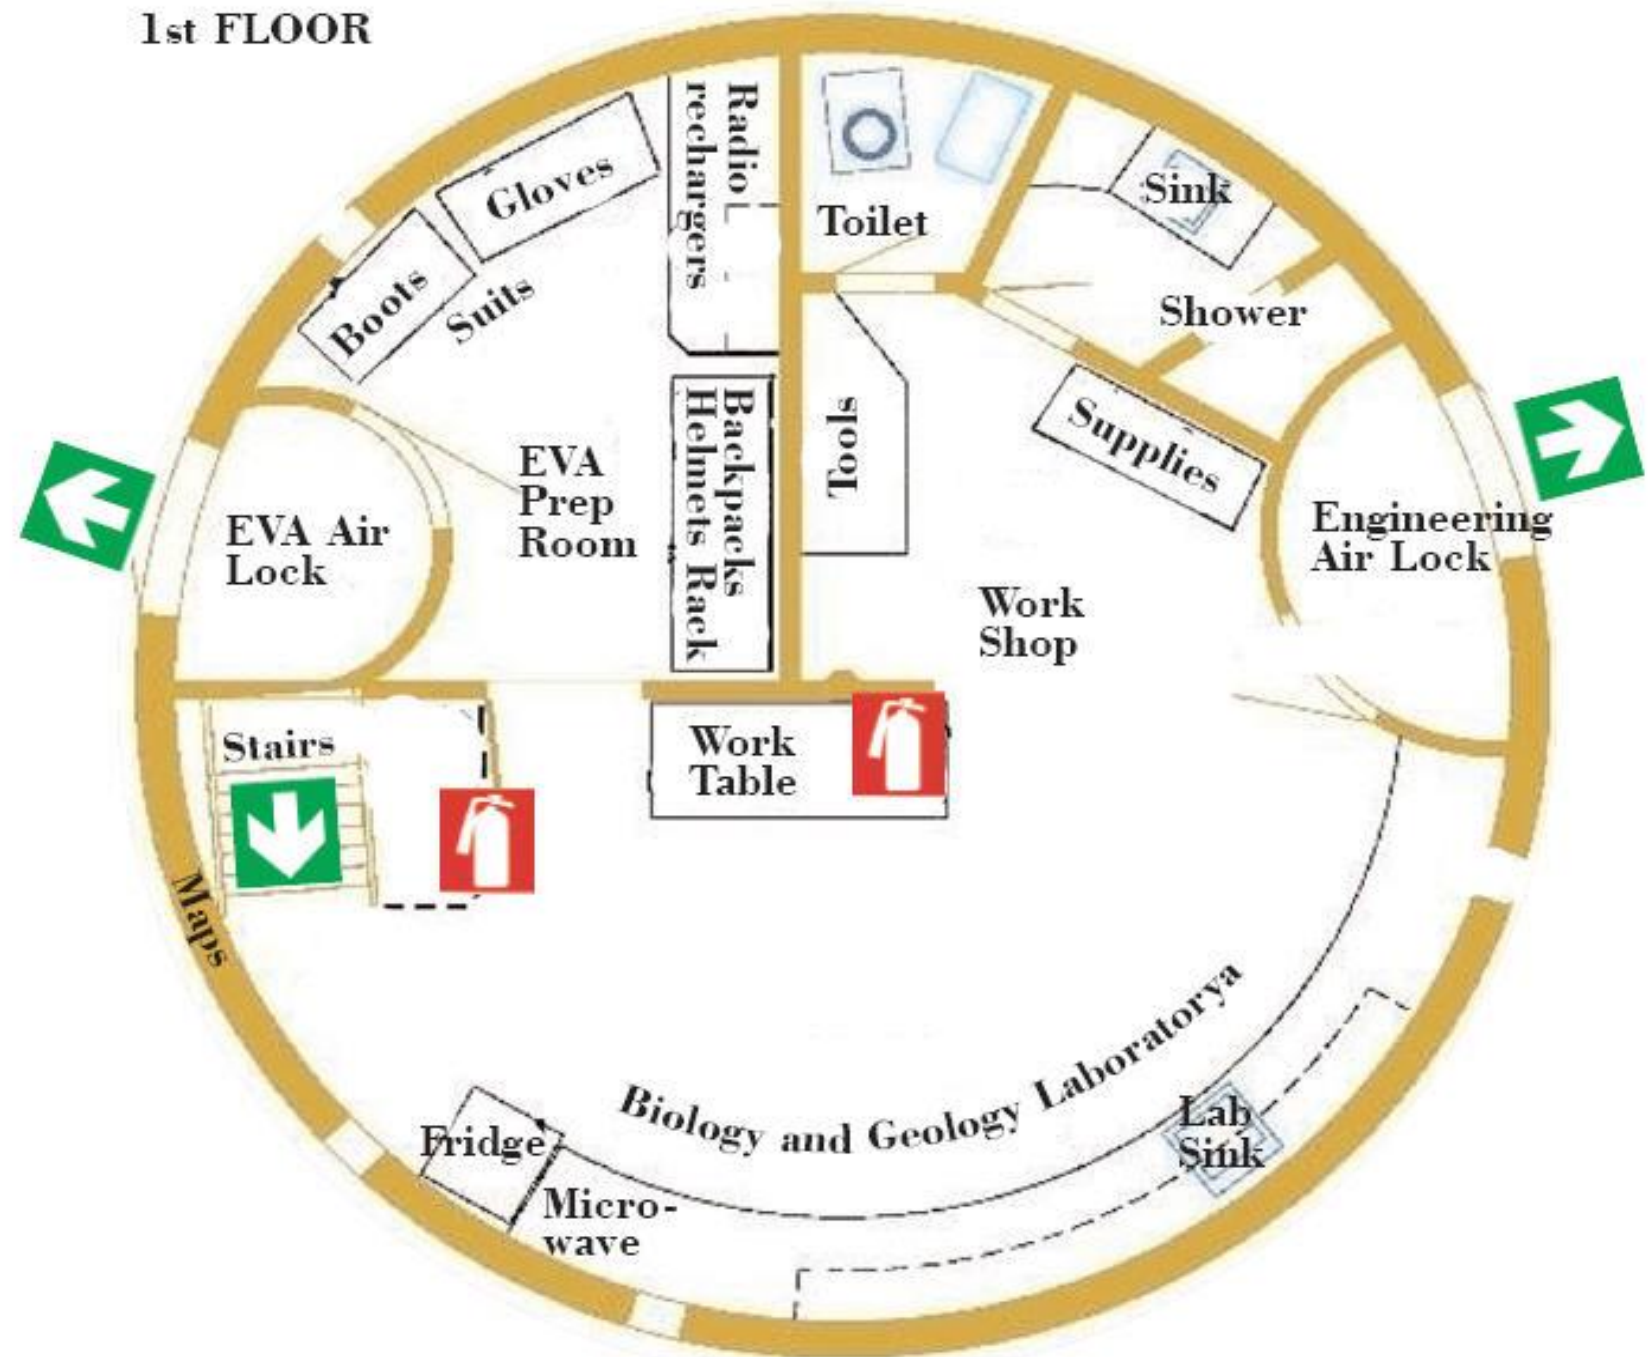 1st FLOOR
Radio
rechargers
Gloves
Boots
Suits
Toilet
Sink
Shower
Backpacks
Helmets Rack
Tools
Supplies
EVA
Prep
Room
EVA Air
Lock
Engineering
Air Lock
Work
Shop
Stairs
Work
Table
Maps
Biology and Geology Laboratorya
Lab
Sink
Fridge
Micro-
wave